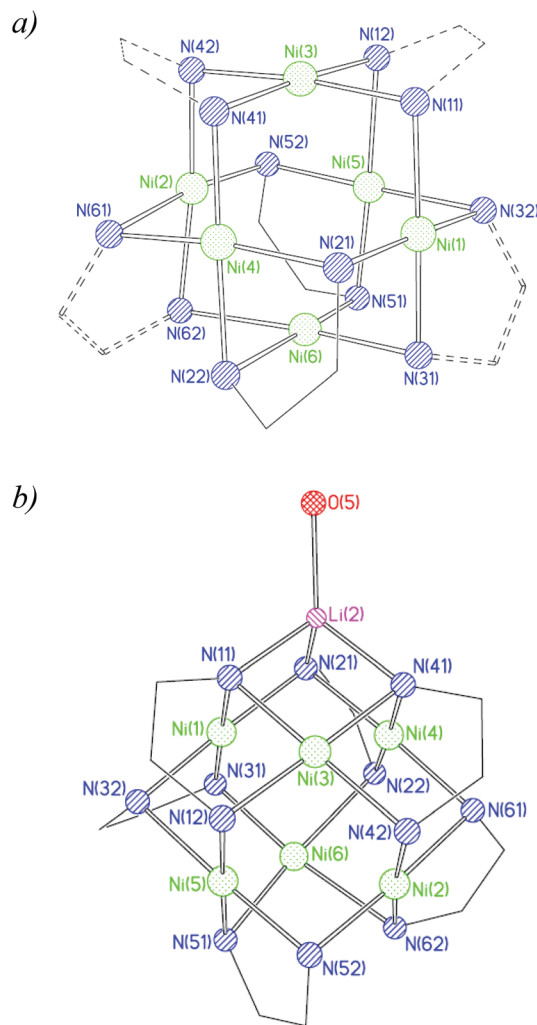 a)
N(42)
Ni(3)
N(12)
N(41)
N(11)
N(52)
Ni(2)
Ni(5)
N(61)
N(32)
Ni(4)
N(21)
Ni(1)
N(62)
N(51)
Ni(6)
N(22)
N(31)
b)
O(5)
Li(2)
N(11)
N(21)
N(41)
Ni(1)
Ni(4)
N(31)
Ni(3)
N(22)
N(32)
N(12)
N(42)
N(61)
Ni(5)
Ni(6)
Ni(2)
N(51)
N(52)
N(62)